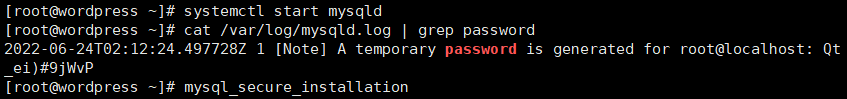 [root@wordpress ~]# systemctl start mysqld
[root@wordpress ~]# cat /var/log/mysqld.log | grep password
2022-06-24T02:12:24.497728Z 1 [Note] A temporary password is generated for root@localhost: Qt
_ei)#9jWvP
[root@wordpress ~]# mysql_secure_installation